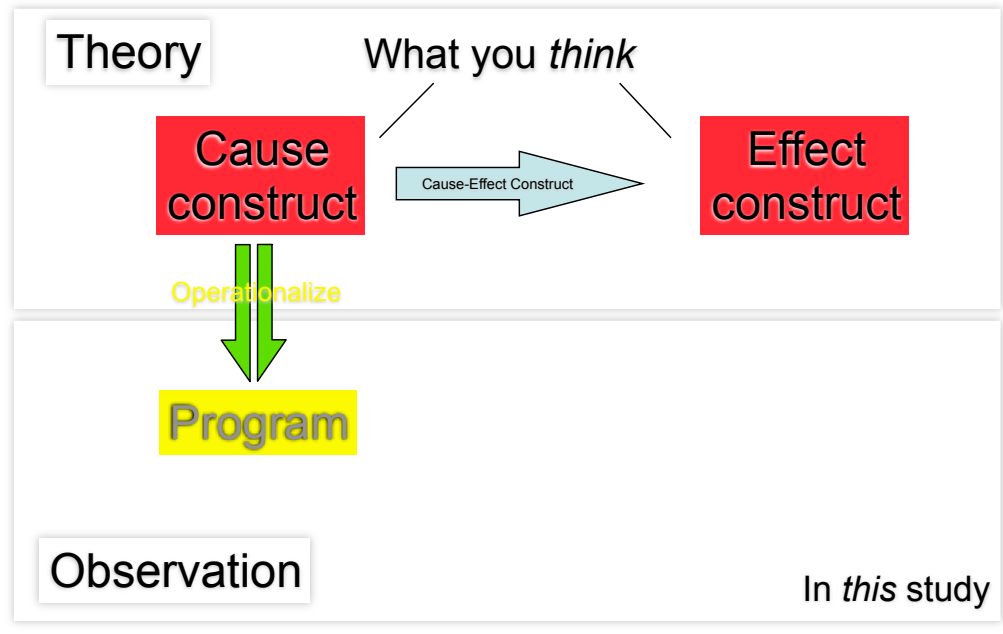 Theory
What you think
Cause
construct
Cause-Effect Construct
Effect
construct
Operationalize
Program
Observation
In this study